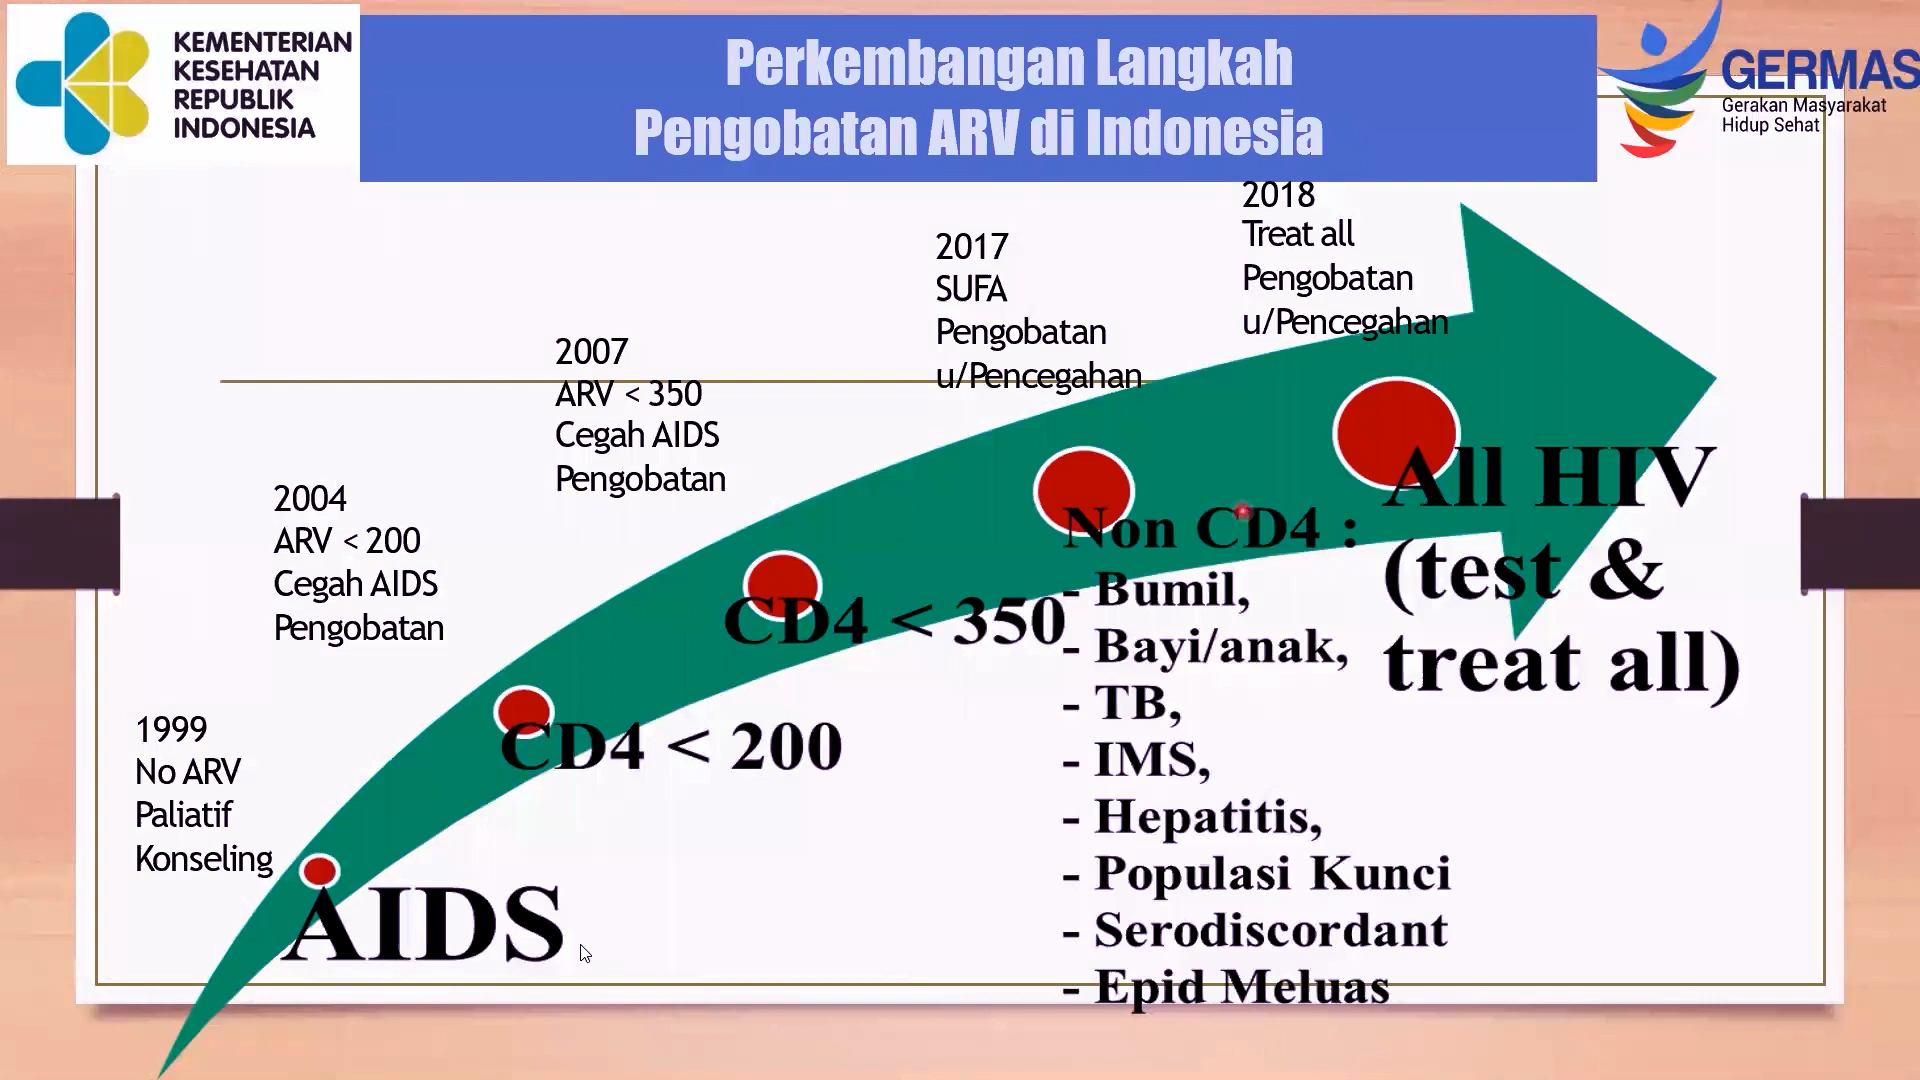 KEMENTERIAN
KESEHATAN
REPUBLIK
INDONESIA
Perkembangan Langkah
Pengobatan ARV di Indonesia
GERMAS
Gerakan Masyarakat
Hidup Sehat
1999
No ARV
Paliatif
Konseling
AIDS
2004
ARV < 200
Cegah AIDS
Pengobatan
CD4 < 200
2007
ARV < 350
Cegah AIDS
Pengobatan
CD4 < 350
2017
SUFA
Pengobatan
u/Pencegahan
Non CD4 :
- Bumil,
- Bayi/anak,
- TB,
- IMS,
- Hepatitis,
- Populasi Kunci
- Serodiscordant
- Epid Meluas
2018
Treat all
Pengobatan
u/Pencegahan
All HIV
(test &
treat all)